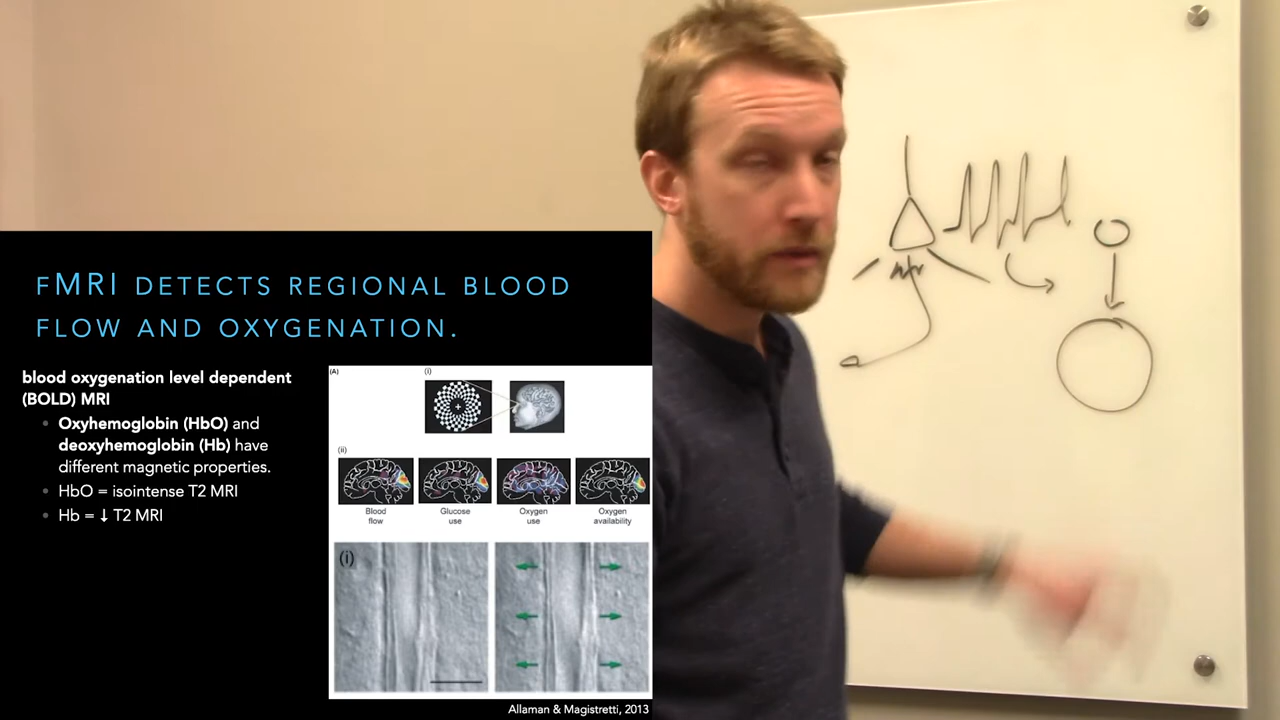 FMRI DETECTS REGIONAL BLOOD
FLOW AND OXYGENATION.
blood oxygenation level dependent
(BOLD) MRI
• Oxyhemoglobin (HbO) and
deoxyhemoglobin (Hb) have
different magnetic properties.
• HbO = isointense T2 MRI
• Hb = ↓ T2 MRI
(A)
(i)
(ii)
Blood
flow
Glucose
use
Oxygen
use
Oxygen
availability
(i)
Allaman & Magistretti, 2013